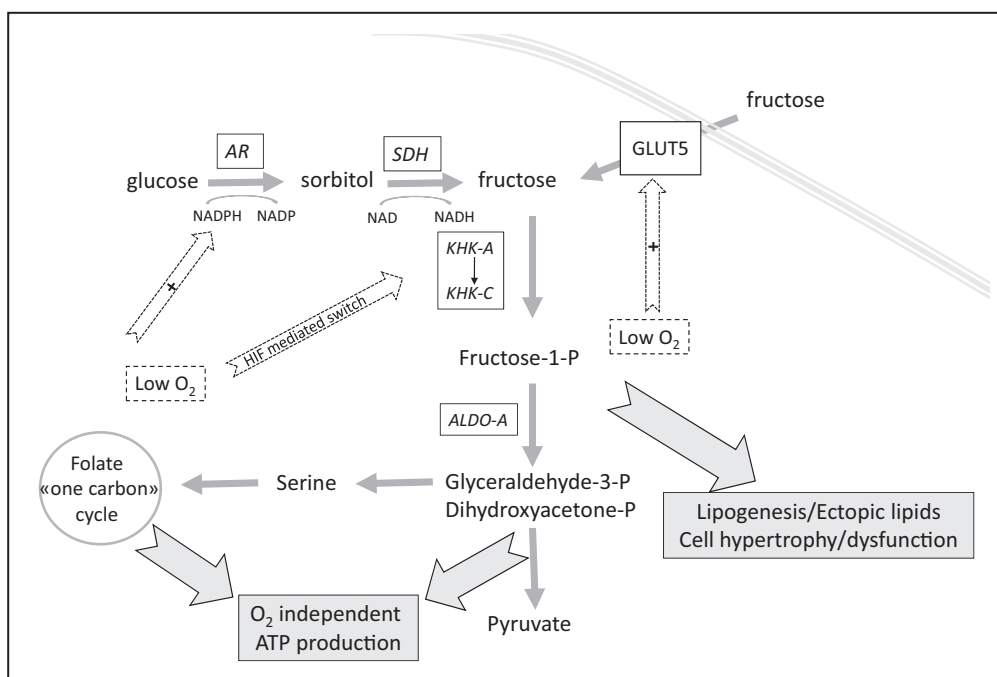 fructose
GLUT5
AR
SDH
glucose
sorbitol
fructose
NADPH
NADP
NAD
NADH
KHK-A
KHK-C
+
+
HIF mediated switch
Low O₂
Low O₂
Fructose-1-P
ALDO-A
Folate
«one carbon»
cycle
Serine
Glyceraldehyde-3-P
Dihydroxyacetone-P
Lipogenesis/Ectopic lipids
Cell hypertrophy/dysfunction
O₂ independent
ATP production
Pyruvate